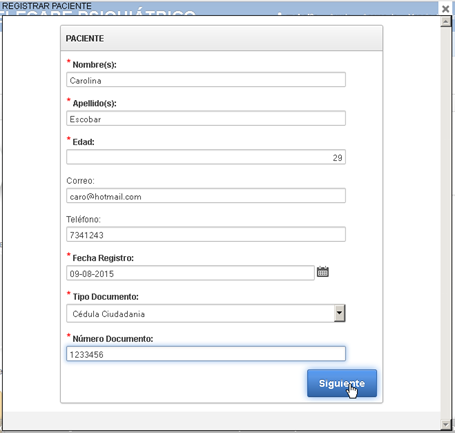 REGISTRAR PACIENTE
PACIENTE
* Nombre(s):
Carolina
* Apellido(s):
Escobar
* Edad:
29
Correo:
caro@hotmail.com
Teléfono:
7341243
* Fecha Registro:
09-08-2015
* Tipo Documento:
Cédula Ciudadania
* Número Documento:
1233456
Siguiente